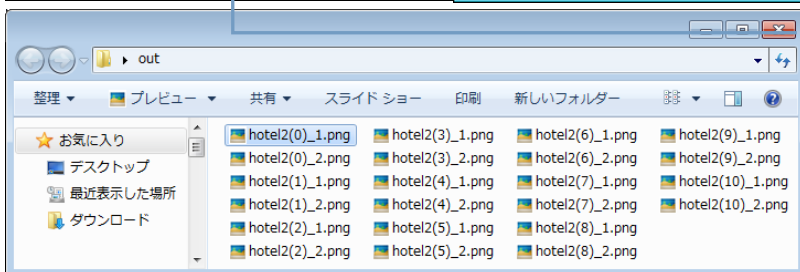 out
整理 プレビュー 共有 スライド ショー 印刷 新しいフォルダー
お気に入り
デスクトップ
最近表示した場所
ダウンロード
hotel2(0)_1.png hotel2(3)_1.png hotel2(6)_1.png hotel2(9)_1.png
hotel2(0)_2.png hotel2(3)_2.png hotel2(6)_2.png hotel2(9)_2.png
hotel2(1)_1.png hotel2(4)_1.png hotel2(7)_1.png hotel2(10)_1.png
hotel2(1)_2.png hotel2(4)_2.png hotel2(7)_2.png hotel2(10)_2.png
hotel2(2)_1.png hotel2(5)_1.png hotel2(8)_1.png
hotel2(2)_2.png hotel2(5)_2.png hotel2(8)_2.png